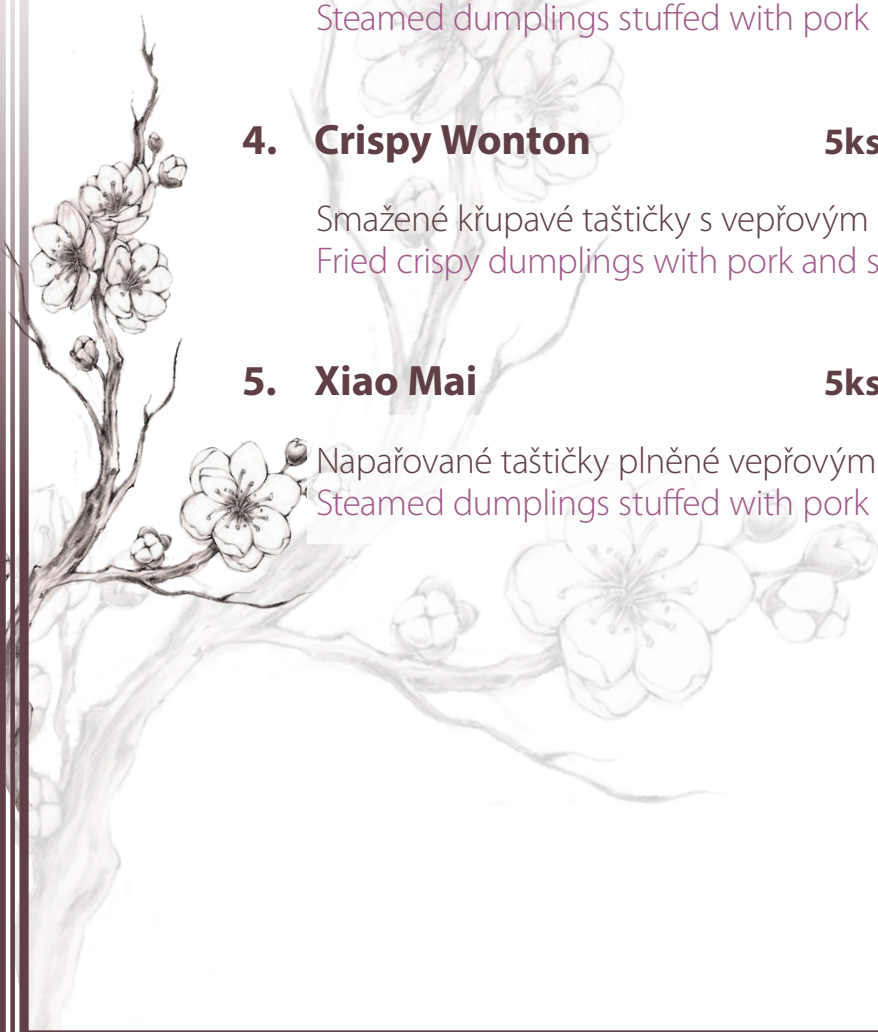 Steamed dumplings stuffed with pork
4. Crispy Wonton 5ks
Smažené křupavé taštičky s vepřovým
Fried crispy dumplings with pork and s
5. Xiao Mai 5ks
Napařované taštičky plněné vepřovým
Steamed dumplings stuffed with pork